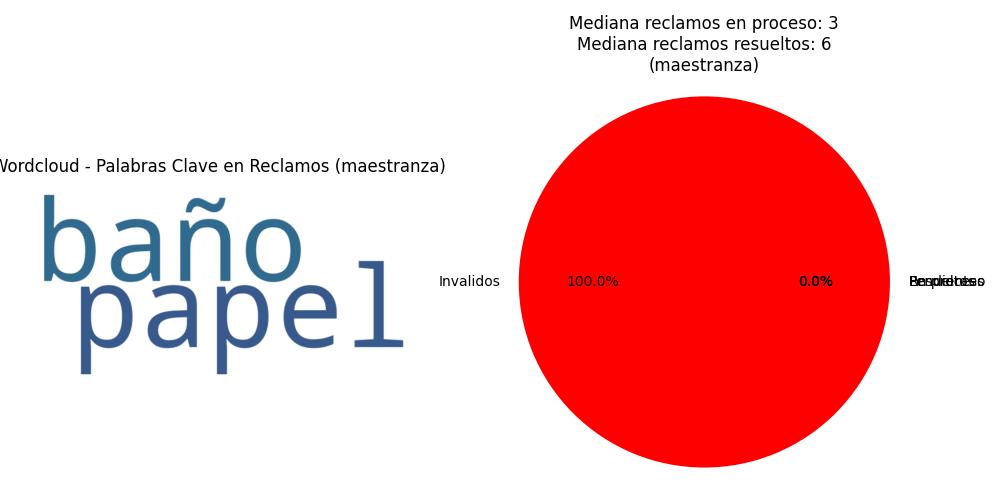 Mediana reclamos en proceso: 3
Mediana reclamos resueltos: 6
(maestranza)
Wordcloud - Palabras Clave en Reclamos (maestranza)
baño
papel
Invalidos
100.0%
0.0%